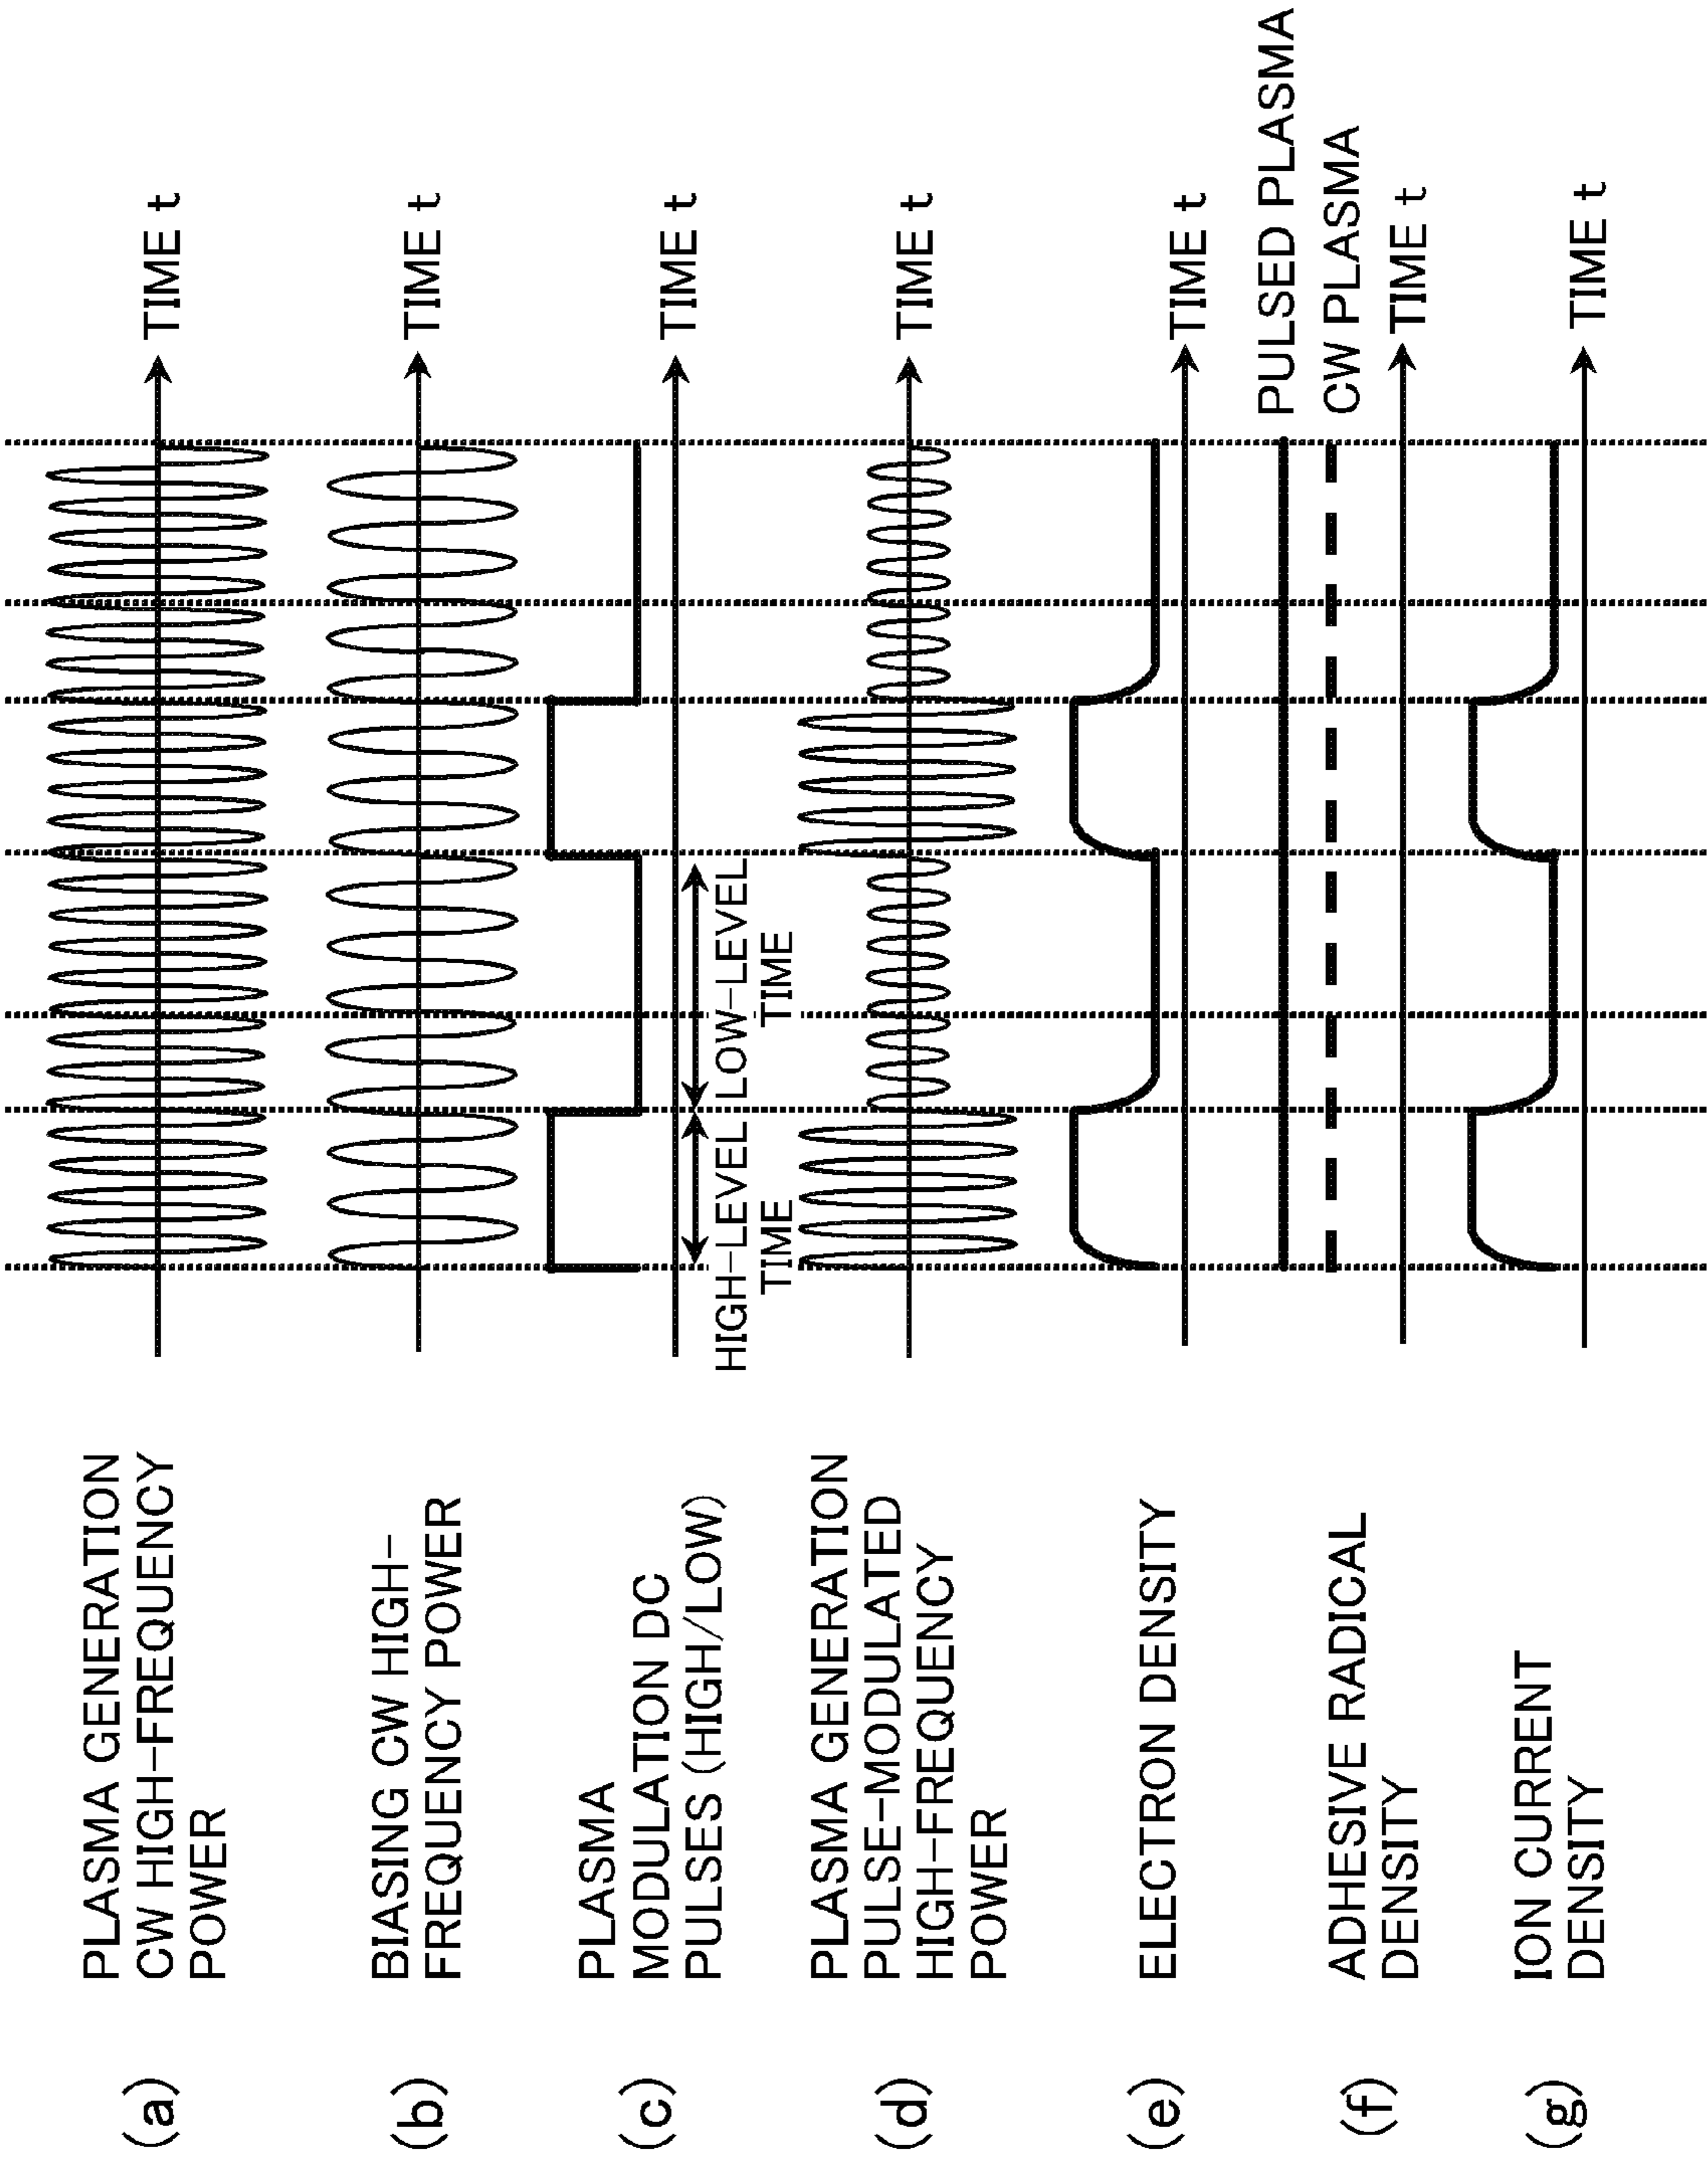 (a)
PLASMA GENERATION
CW HIGH-FREQUENCY
POWER
TIME t
(b)
BIASING CW HIGH-
FREQUENCY POWER
TIME t
(c)
PLASMA
MODULATION DC
PULSES (HIGH/LOW)
TIME t
HIGH-LEVEL
TIME
LOW-LEVEL
TIME
(d)
PLASMA GENERATION
PULSE-MODULATED
HIGH-FREQUENCY
POWER
TIME t
(e)
ELECTRON DENSITY
TIME t
(f)
ADHESIVE RADICAL
DENSITY
PULSED PLASMA
CW PLASMA
TIME t
(g)
ION CURRENT
DENSITY
TIME t